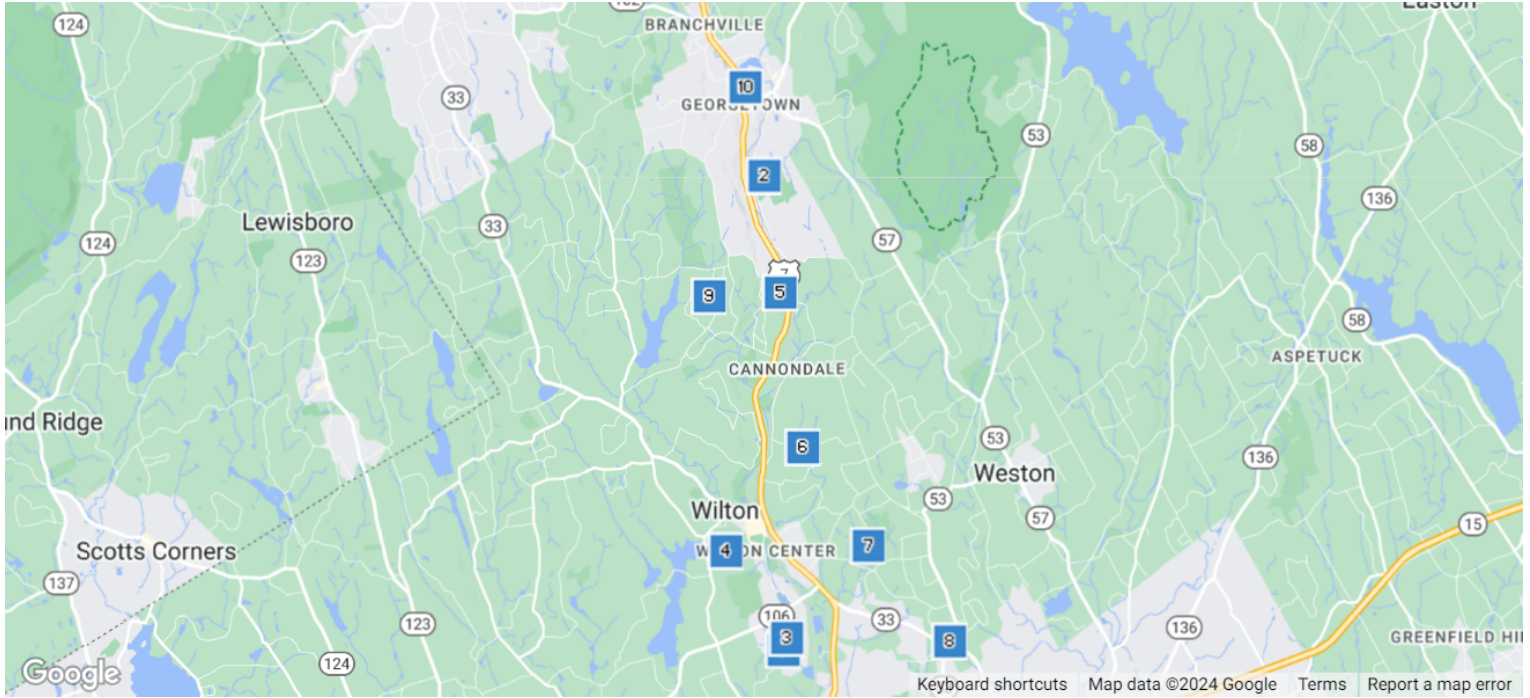 124
102
Easton
BRANCHVILLE
10
33
GEORGETOWN
53
58
2
136
Lewisboro
33
57
124
123
7
9
5
58
ASPETUCK
CANNONDALE
und Ridge
53
136
6
Weston
53
Wilton
57
15
Scotts Corners
4
WILTON CENTER
7
137
106
33
123
136
3
8
GREENFIELD HI
124
Google
Keyboard shortcuts Map data ©2024 Google Terms Report a map error